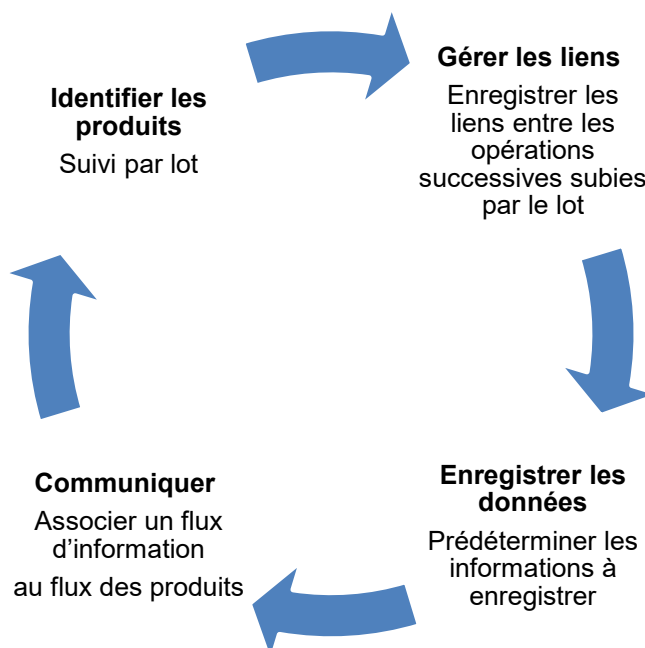 Identifier les
produits
Suivi par lot
Gérer les liens
Enregistrer les
liens entre les
opérations
successives subies
par le lot
Enregistrer les
données
Prédéterminer les
informations à
enregistrer
Communiquer
Associer un flux
d’information
au flux des produits